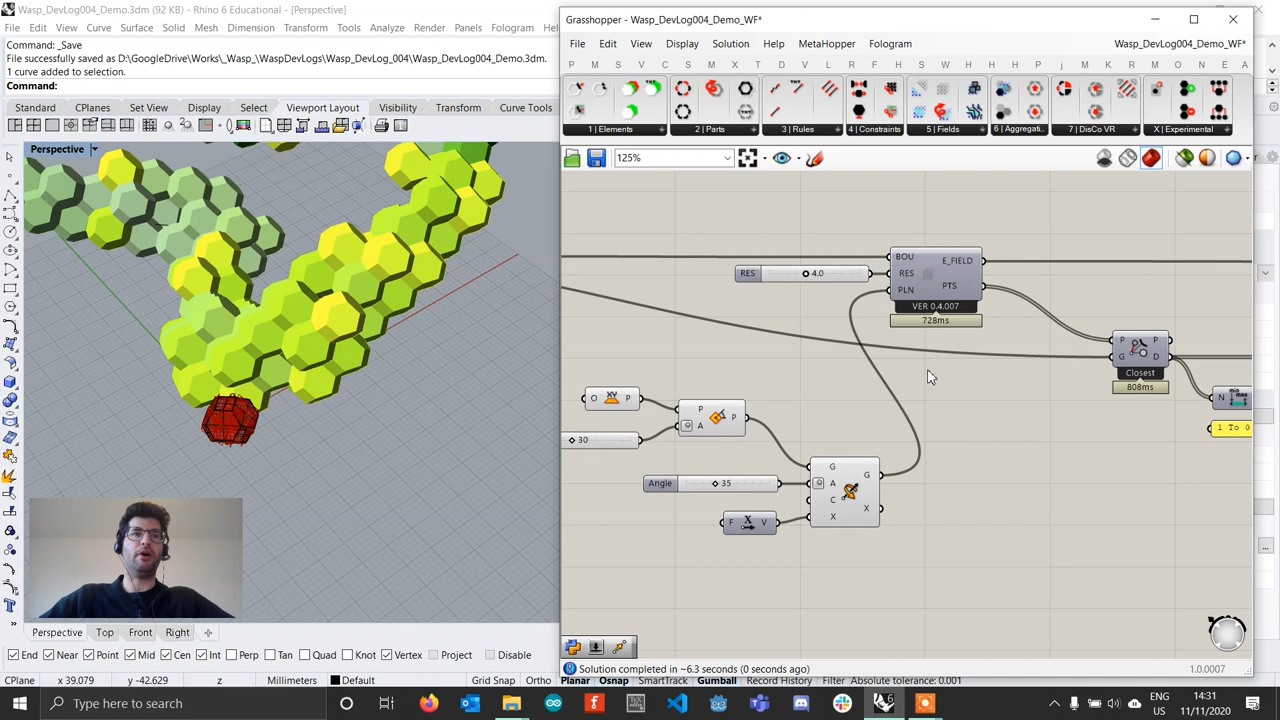 Wasp_DevLog004_Demo.3dm (92 KB) - Rhino 6 Educational - [Perspective]
File Edit View Curve Surface Solid Mesh Dimension Transform Tools Analyze Render Panels Fologram Help
Command: _Save
File successfully saved as D:\GoogleDrive\Works\_Wasp_\WaspDevLogs\Wasp_DevLog_004\Wasp_DevLog004_Demo.3dm.
1 curve added to selection.
Command:
Standard CPlanes Set View Display Select Viewport Layout Visibility Transform Curve Tools
Perspective
Grasshopper - Wasp_DevLog004_Demo_WF*
File Edit View Display Solution Help MetaHopper Fologram Wasp_DevLog004_Demo_WF*
P M S V C S M X T D V L R F H S W H H P j S R M P N E A
1 | Elements 2 | Parts 3 | Rules 4 | Constraints 5 | Fields 6 | Aggregati.. 7 | DisCo VR X | Experimental
125%
RES 4.0
BOU RES PLN E_FIELD PTS
VER 0.4.007
728ms
P G P D
Closest
808ms
N
1 To 0
O XY P
P A P
30
Angle 35
G A C X G X
F X V
Solution completed in ~6.3 seconds (0 seconds ago) 1.0.0007
Perspective Top Front Right
End Near Point Mid Cen Int Perp Tan Quad Knot Vertex Project Disable
CPlane x 39.079 y -42.629 z Millimeters Default Grid Snap Ortho Planar Osnap SmartTrack Gumball Record History Filter Absolute tolerance: 0.001
Type here to search
ENG
US
14:31
11/11/2020